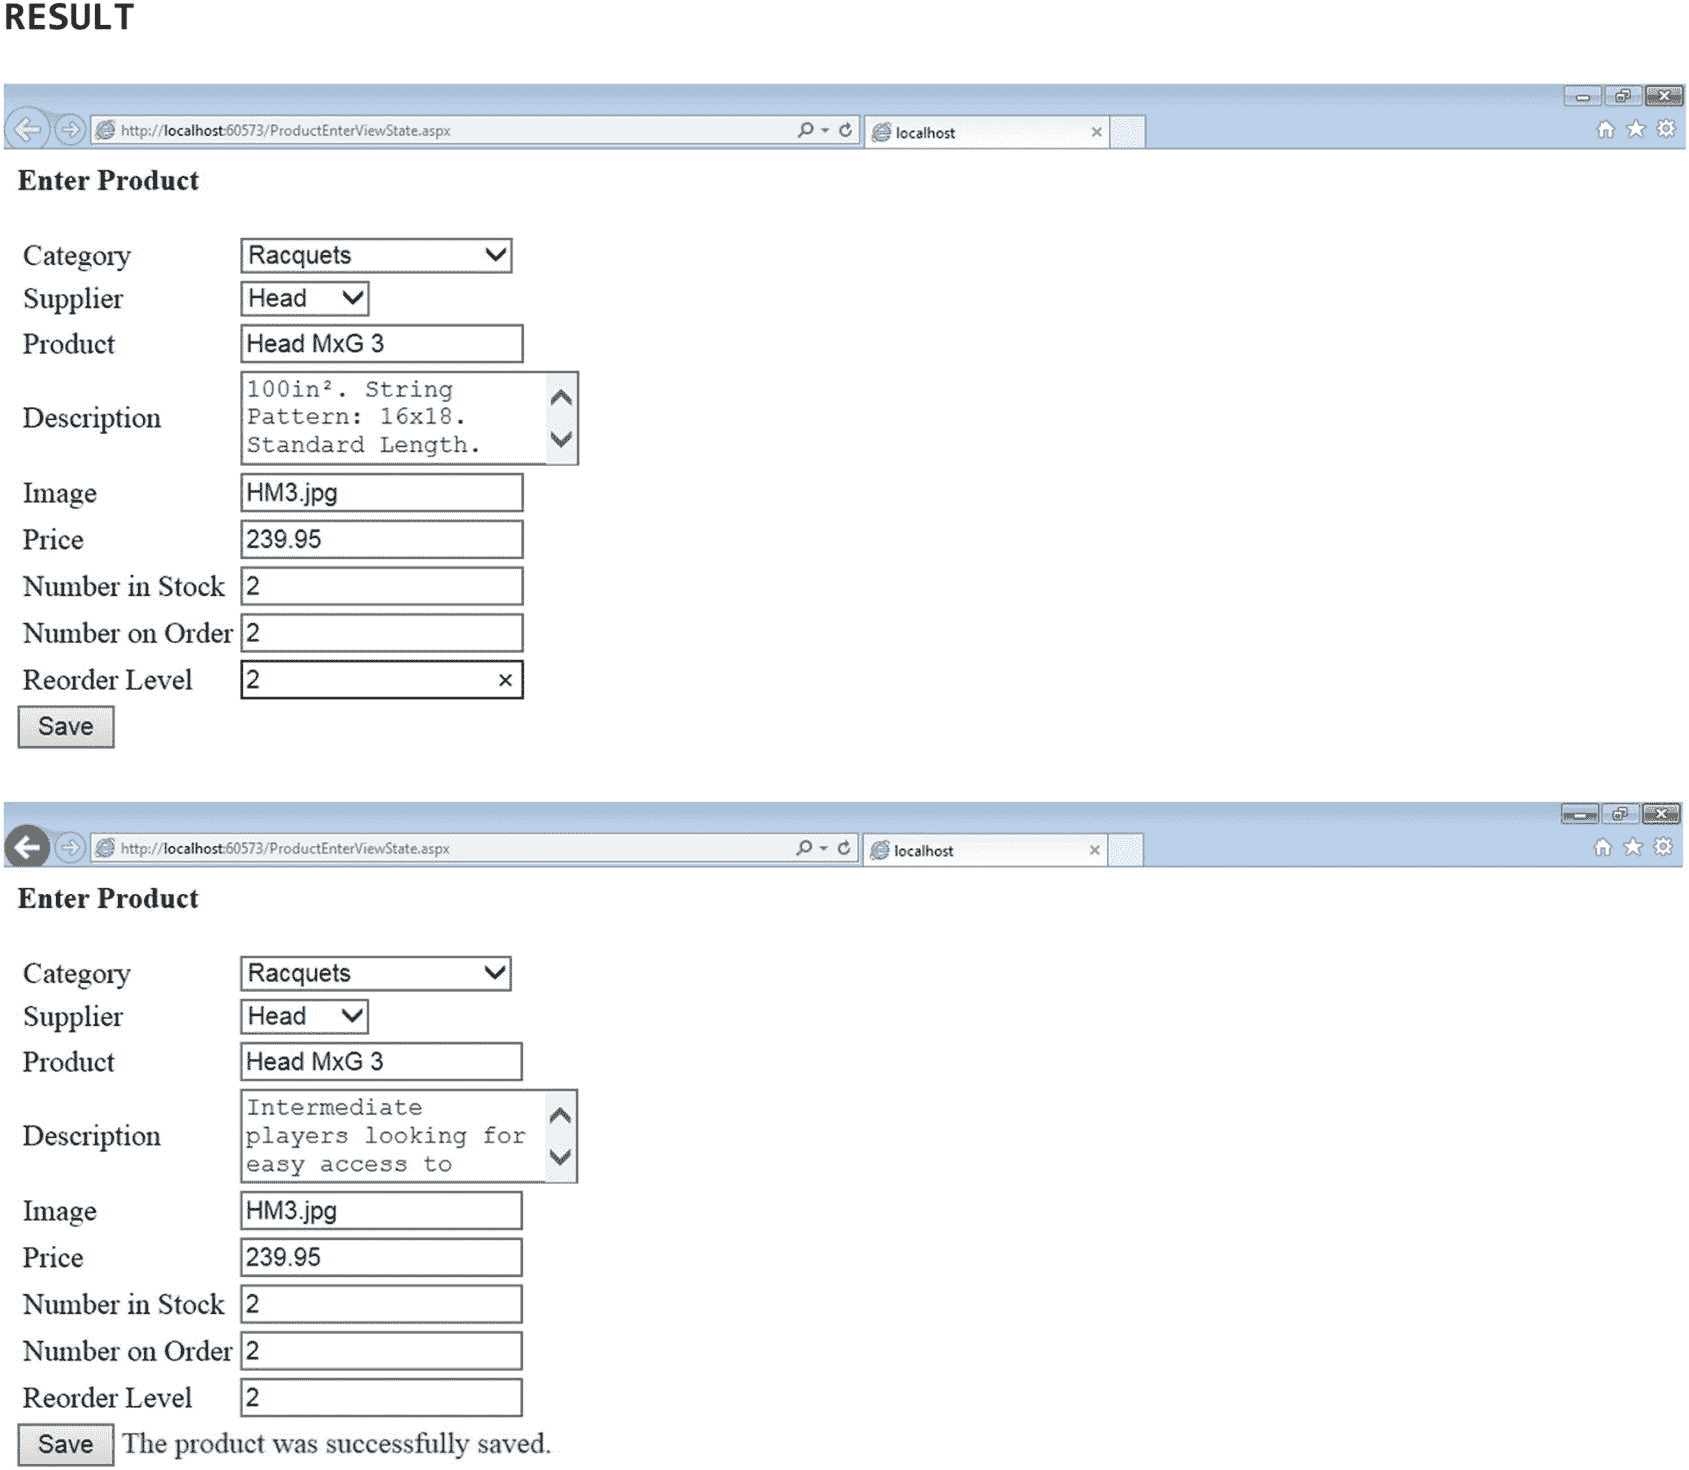 RESULT
http://localhost:60573/ProductEnterViewState.aspx localhost
Enter Product
Category Racquets
Supplier Head
Product Head MxG 3
100in². String
Pattern: 16x18.
Description
Standard Length.
Image HM3.jpg
Price 239.95
Number in Stock 2
Number on Order 2
Reorder Level 2
Save
http://localhost:60573/ProductEnterViewState.aspx localhost
Enter Product
Category Racquets
Supplier Head
Product Head MxG 3
Intermediate
Description players looking for
easy access to
Image HM3.jpg
Price 239.95
Number in Stock 2
Number on Order 2
Reorder Level 2
Save The product was successfully saved.